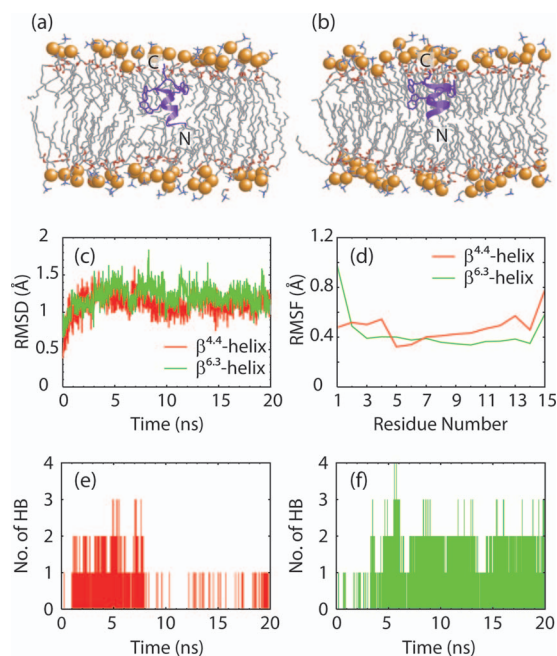 (a)
(b)
C
N
C
N
(c)
2
1.5
1
0.5
0
RMSD (Å)
β4.4-helix
β6.3-helix
0 5 10 15 20
Time (ns)
(d)
1.2
0.8
0.4
0
RMSF (Å)
β4.4-helix
β6.3-helix
1 3 5 7 9 11 13 15
Residue Number
(e)
4
3
2
1
0
No. of HB
0 5 10 15 20
Time (ns)
(f)
4
3
2
1
0
No. of HB
0 5 10 15 20
Time (ns)